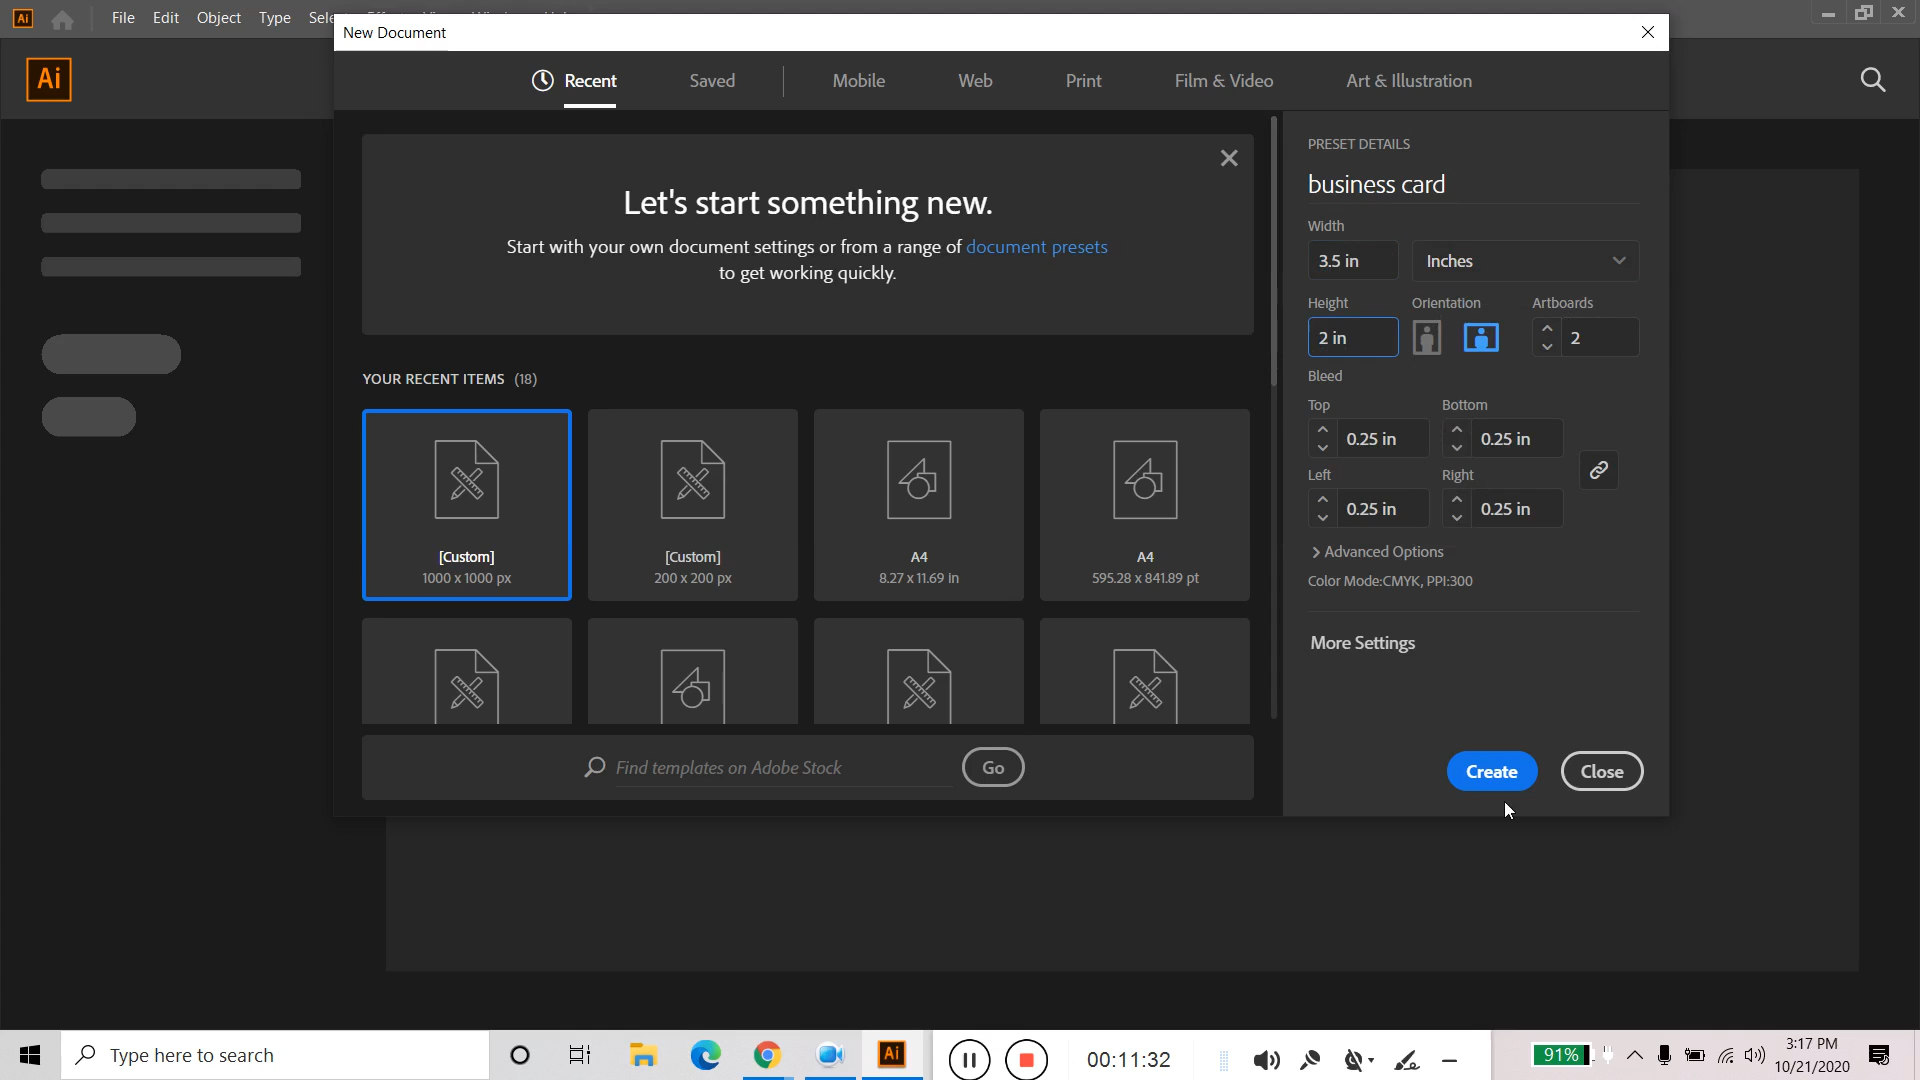 Ai
File Edit Object Type
New Document
Ai
Recent Saved Mobile Web Print Film & Video Art & Illustration
Let's start something new.
Start with your own document settings or from a range of document presets
to get working quickly.
YOUR RECENT ITEMS (18)
[Custom]
1000 x 1000 px
[Custom]
200 x 200 px
A4
8.27 x 11.69 in
A4
595.28 x 841.89 pt
Find templates on Adobe Stock
Go
PRESET DETAILS
business card
Width
3.5 in Inches
Height Orientation Artboards
2 in 2
Bleed
Top Bottom
0.25 in 0.25 in
Left Right
0.25 in 0.25 in
Advanced Options
Color Mode:CMYK, PPI:300
More Settings
Create Close
Type here to search
Ai
00:11:32
91%
3:17 PM
10/21/2020